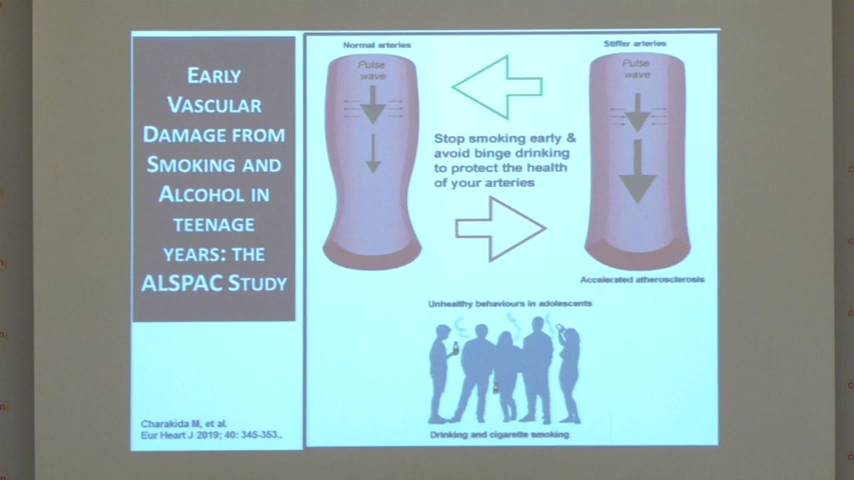 EARLY
VASCULAR
DAMAGE FROM
SMOKING AND
ALCOHOL IN
TEENAGE
YEARS: THE
ALSPAC STUDY
Charakida M, et al.
Eur Heart J 2019; 40: 345-353..
Normal arteries
Pulse
wave
Stop smoking early &
avoid binge drinking
to protect the health
of your arteries
Stiffer arteries
Pulse
wave
Accelerated atherosclerosis
Unhealthy behaviours in adolescents
Drinking and cigarette smoking